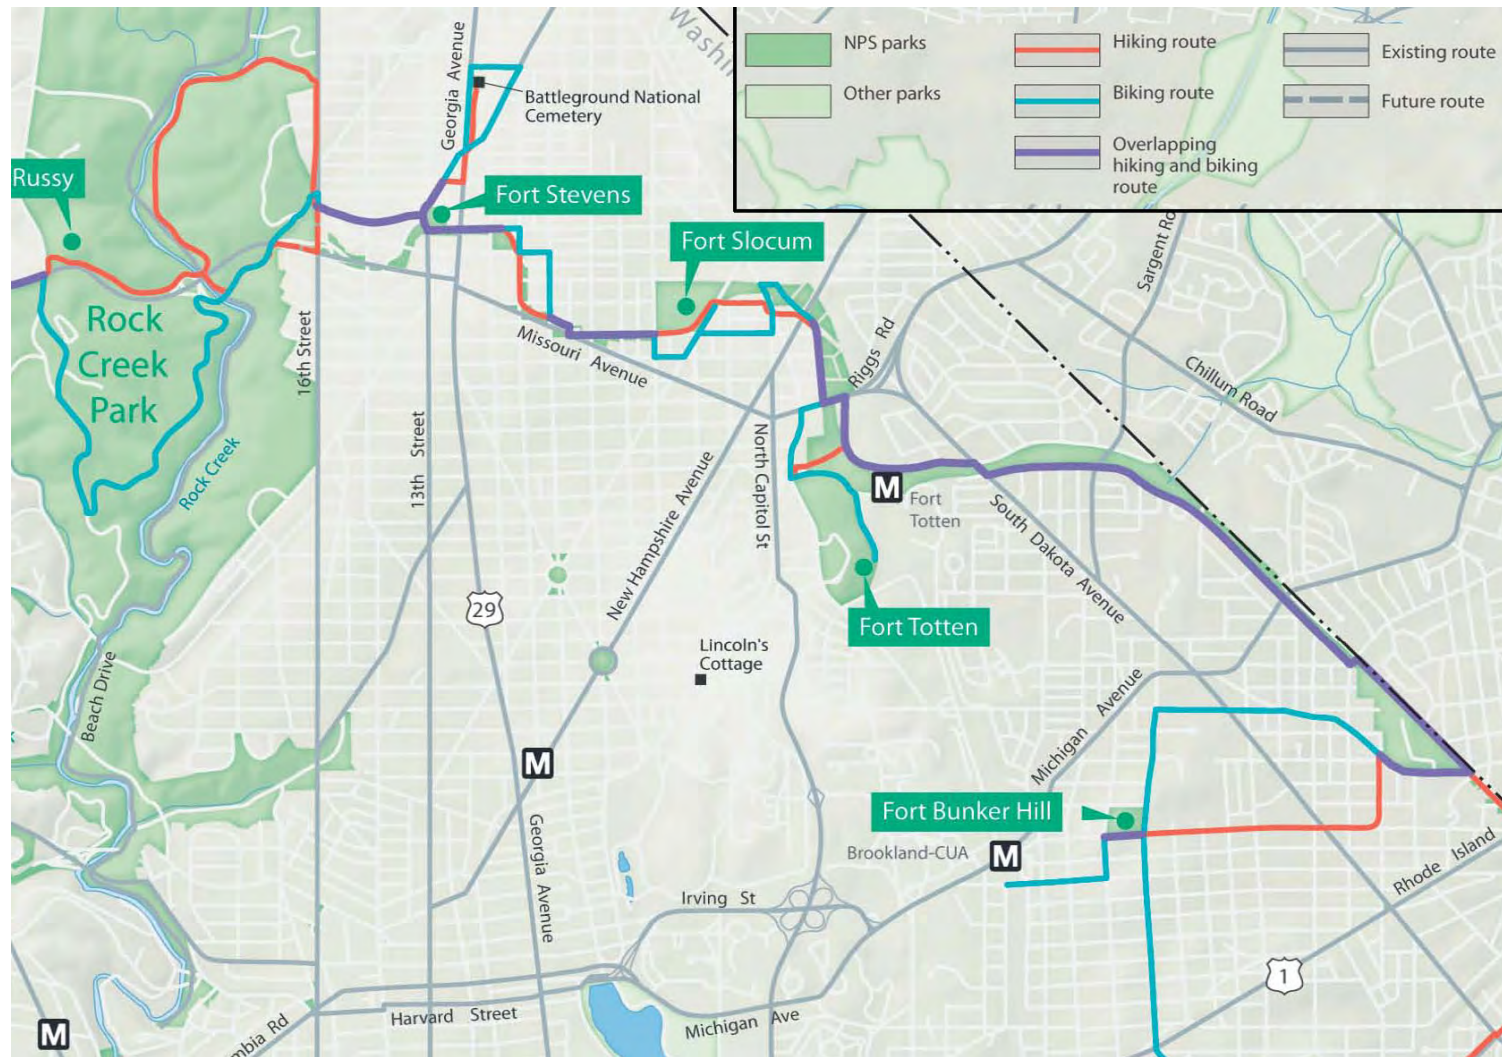 Washin
NPS parks
Other parks
Hiking route
Biking route
Overlapping
hiking and biking
route
Existing route
Future route
Georgia Avenue
Battleground National
Cemetery
Russy
Fort Stevens
Fort Slocum
Sargent Ro
Rock
Creek
Park
16th Street
Missouri Avenue
Riggs Rd
Chillum Road
Rock Creek
13th Street
New Hampshire Avenue
North Capitol St
M
Fort
Totten
South Dakota Avenue
29
Fort Totten
Lincoln's
Cottage
Beach Drive
Michigan Avenue
M
Fort Bunker Hill
Brookland-CUA
M
Georgia Avenue
Rhode Island
Irving St
1
Harvard Street
Michigan Ave
M
mbia Rd